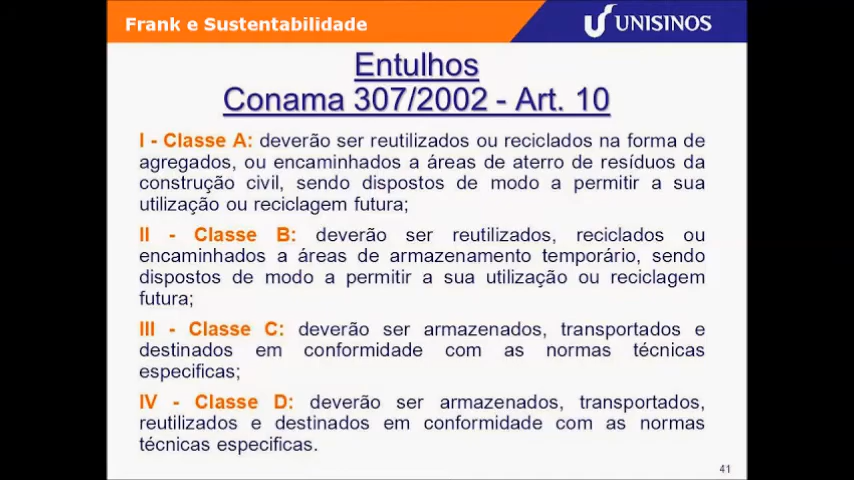 Frank e Sustentabilidade
UNISINOS
Entulhos
Conama 307/2002 - Art. 10
I - Classe A: deverão ser reutilizados ou reciclados na forma de
agregados, ou encaminhados a áreas de aterro de resíduos da
construção civil, sendo dispostos de modo a permitir a sua
utilização ou reciclagem futura;
II - Classe B: deverão ser reutilizados, reciclados ou
encaminhados a áreas de armazenamento temporário, sendo
dispostos de modo a permitir a sua utilização ou reciclagem
futura;
III - Classe C: deverão ser armazenados, transportados e
destinados em conformidade com as normas técnicas
especificas;
IV - Classe D: deverão ser armazenados, transportados,
reutilizados e destinados em conformidade com as normas
técnicas especificas.
41